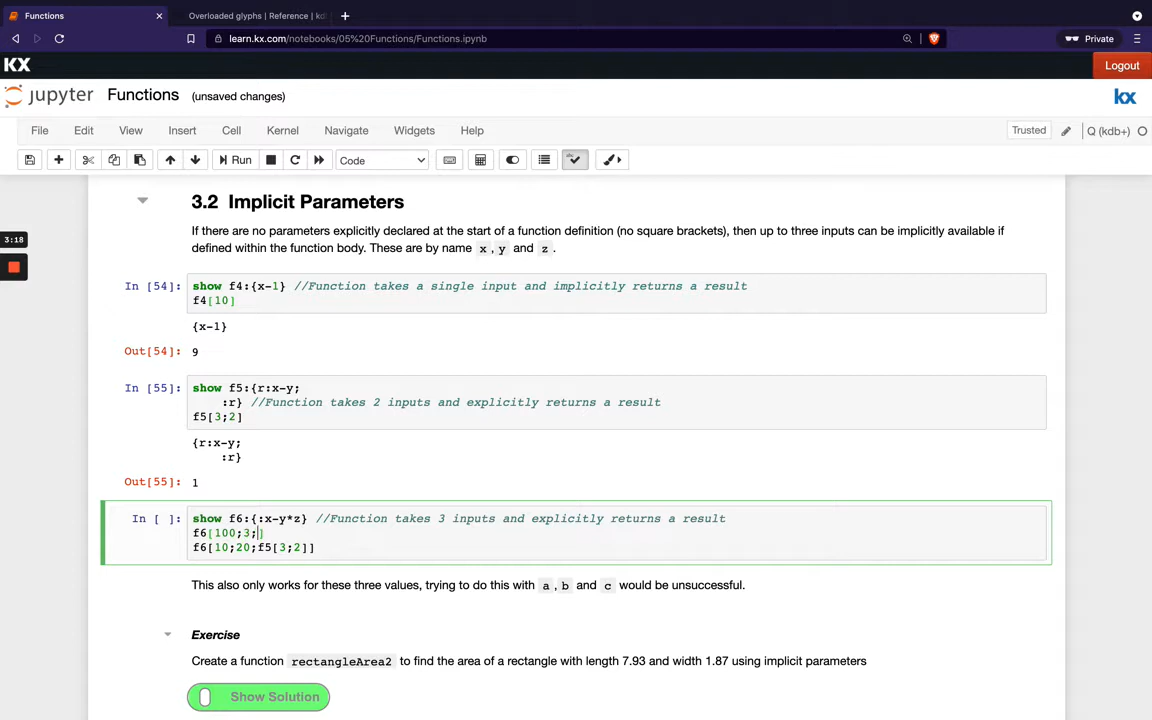 Functions
Overloaded glyphs | Reference | kd
learn.kx.com/notebooks/05%20Functions/Functions.ipynb
Private
KX
Logout
jupyter Functions (unsaved changes)
kx
File Edit View Insert Cell Kernel Navigate Widgets Help
Trusted
Q (kdb+)
Run
Code
3:18
3.2 Implicit Parameters
If there are no parameters explicitly declared at the start of a function definition (no square brackets), then up to three inputs can be implicitly available if
defined within the function body. These are by name x , y and z .
In [54]: show f4:{x-1} //Function takes a single input and implicitly returns a result
f4[10]
{x-1}
Out[54]: 9
In [55]: show f5:{r:x-y;
:r} //Function takes 2 inputs and explicitly returns a result
f5[3;2]
{r:x-y;
:r}
Out[55]: 1
In [ ]: show f6:{:x-y*z} //Function takes 3 inputs and explicitly returns a result
f6[100;3;]
f6[10;20;f5[3;2]]
This also only works for these three values, trying to do this with a , b and c would be unsuccessful.
Exercise
Create a function rectangleArea2 to find the area of a rectangle with length 7.93 and width 1.87 using implicit parameters
Show Solution